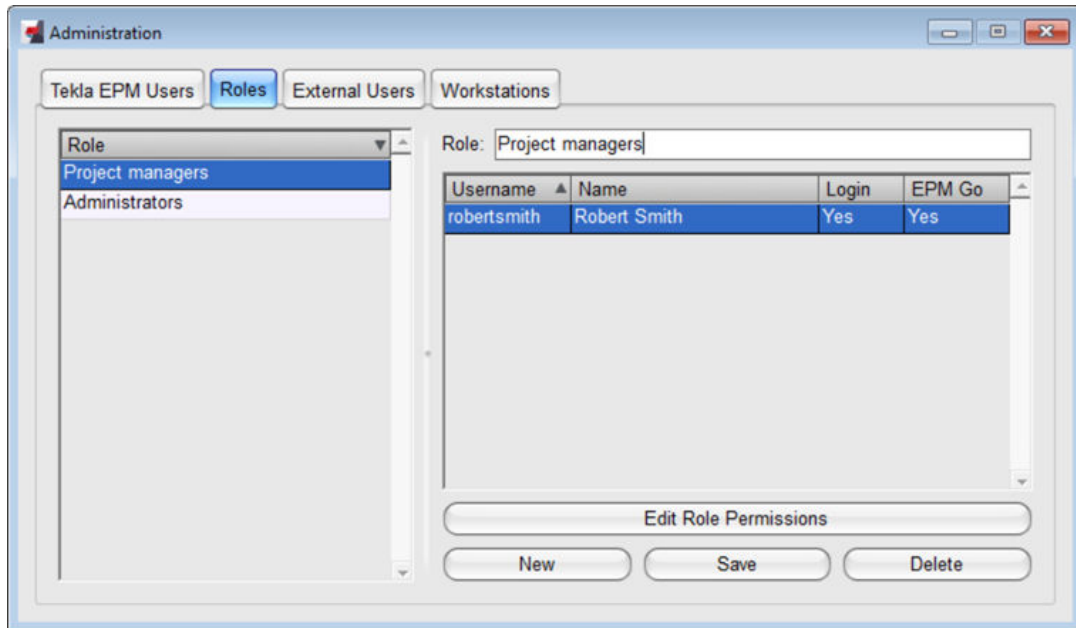 Administration
Tekla EPM Users Roles External Users Workstations
Role
Project managers
Administrators
Role: Project managers
Username Name Login EPM Go
robertsmith Robert Smith Yes Yes
Edit Role Permissions
New Save Delete